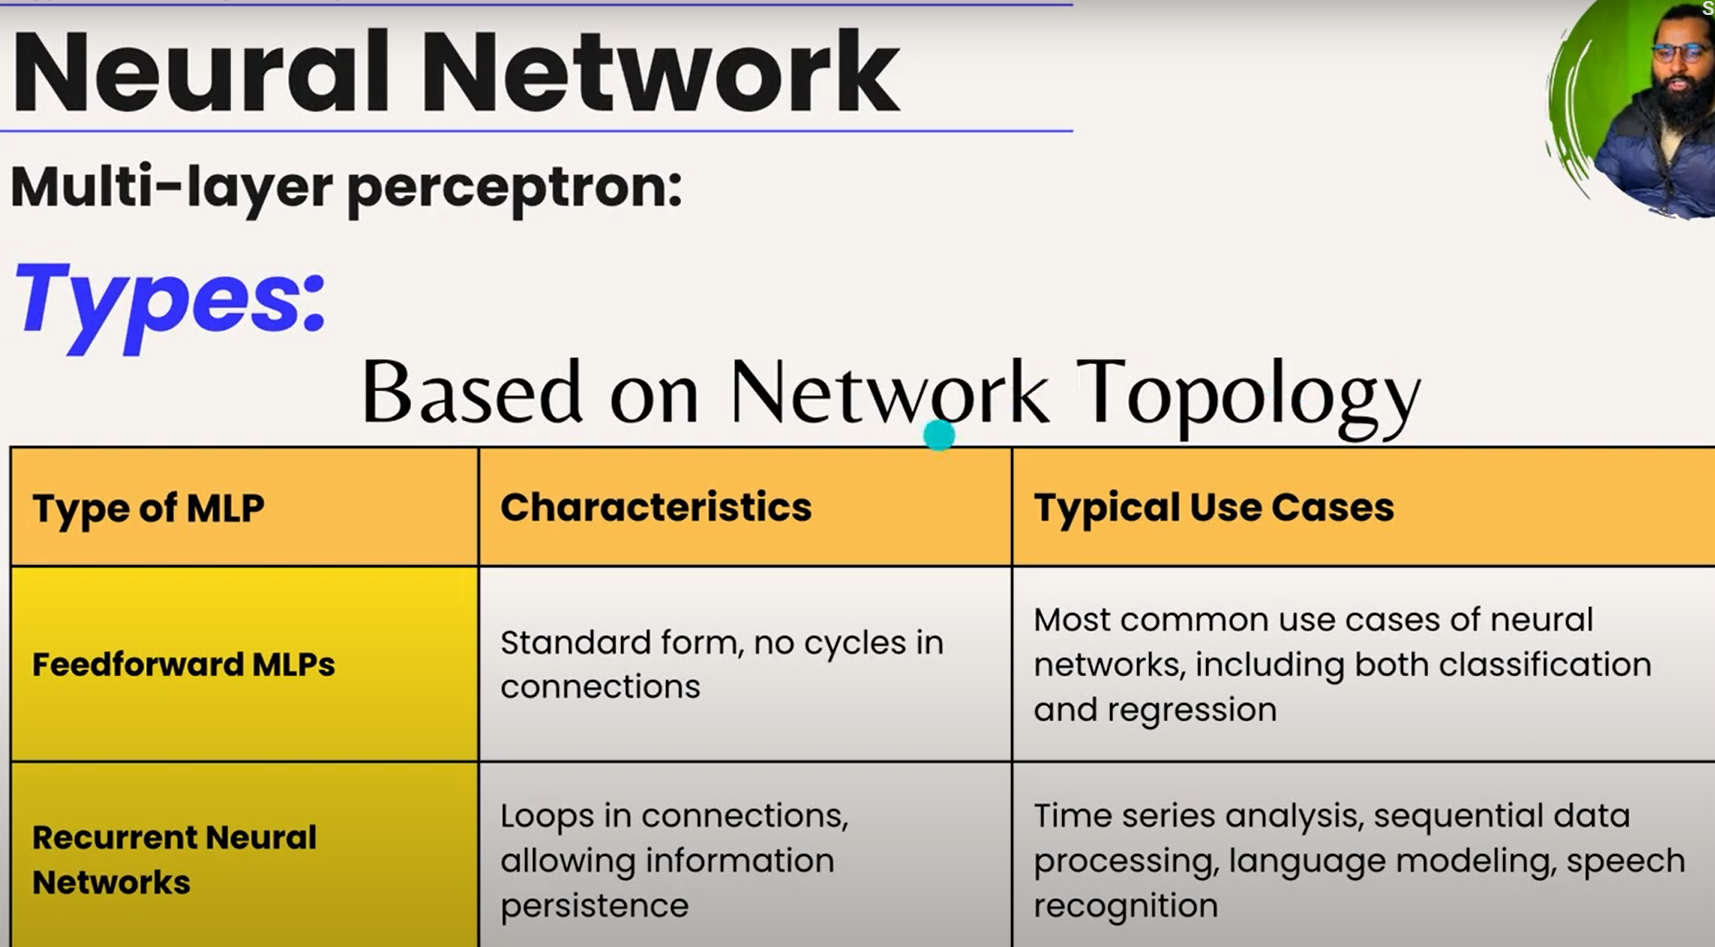 Neural Network
Multi-layer perceptron:
Types:
Based on Network Topology
Type of MLP
Characteristics
Typical Use Cases
Feedforward MLPs
Standard form, no cycles in
connections
Most common use cases of neural
networks, including both classification
and regression
Recurrent Neural
Networks
Loops in connections,
allowing information
persistence
Time series analysis, sequential data
processing, language modeling, speech
recognition